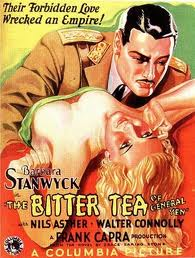 Their Forbidden Love
Wrecked an Empire!
Barbara
STANWYCK
"THE BITTER TEA OF
GENERAL
YEN"
with NILS ASTHER • WALTER CONNOLLY
A FRANK CAPRA PRODUCTION
A COLUMBIA PICTURE